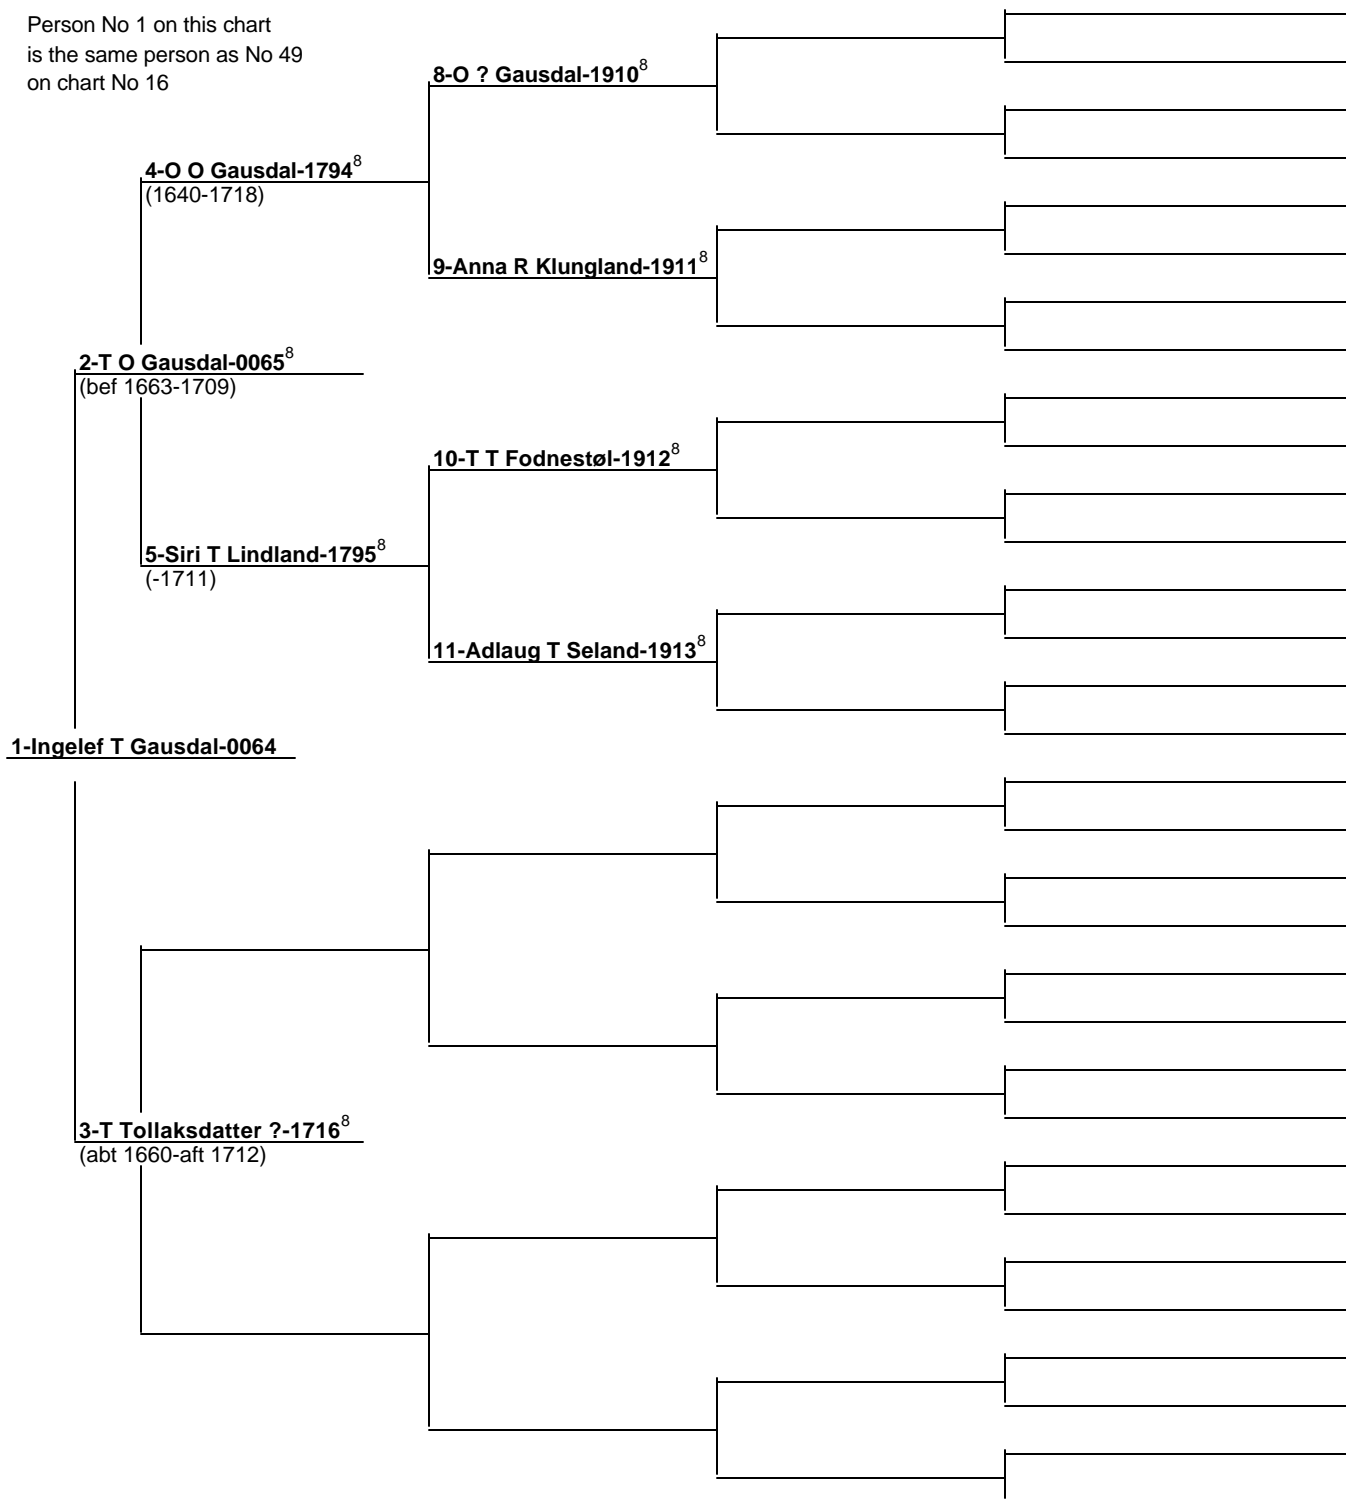 Person No 1 on this chart
is the same person as No 49
on chart No 16
8-O ? Gausdal-1910⁸
4-O O Gausdal-1794⁸
(1640-1718)
9-Anna R Klungland-1911⁸
2-T O Gausdal-0065⁸
(bef 1663-1709)
10-T T Fodnestøl-1912⁸
5-Siri T Lindland-1795⁸
(-1711)
11-Adlaug T Seland-1913⁸
1-Ingelef T Gausdal-0064
3-T Tollaksdatter ?-1716⁸
(abt 1660-aft 1712)